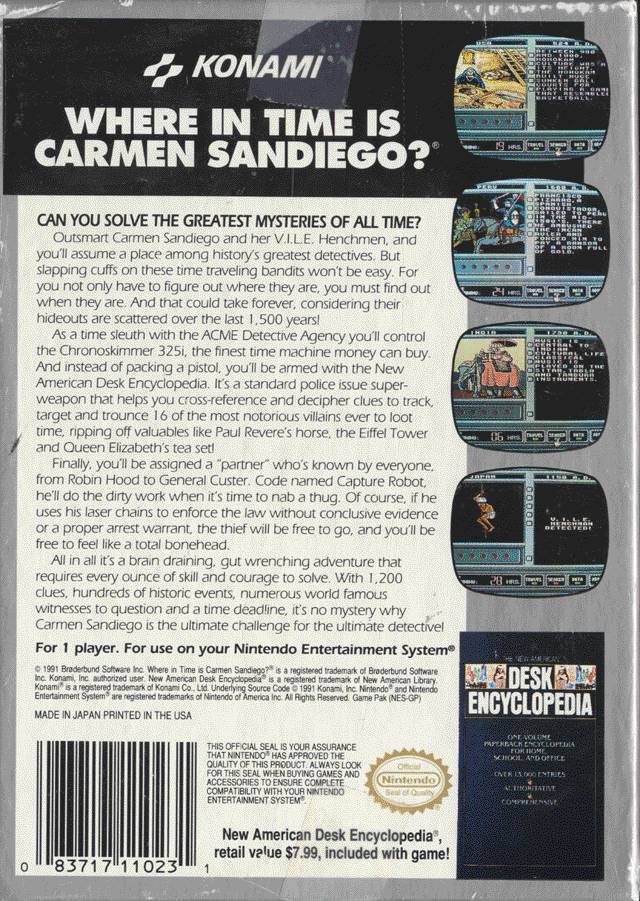 KONAMI
WHERE IN TIME IS
CARMEN SANDIEGO?®
CAN YOU SOLVE THE GREATEST MYSTERIES OF ALL TIME?
Outsmart Carmen Sandiego and her V.I.L.E. Henchmen, and
you'll assume a place among history's greatest detectives. But
slapping cuffs on these time traveling bandits won't be easy. For
you not only have to figure out where they are, you must find out
when they are. And that could take forever, considering their
hideouts are scattered over the last 1,500 years!
As a time sleuth with the ACME Detective Agency you'll control
the Chronoskimmer 325i, the finest time machine money can buy.
And instead of packing a pistol, you'll be armed with the New
American Desk Encyclopedia. It's a standard police issue super-
weapon that helps you cross-reference and decipher clues to track,
target and trounce 16 of the most notorious villains ever to loot
time, ripping off valuables like Paul Revere's horse, the Eiffel Tower
and Queen Elizabeth's tea set!
Finally, you'll be assigned a "partner" who's known by everyone,
from Robin Hood to General Custer. Code named Capture Robot,
he'll do the dirty work when it's time to nab a thug. Of course, if he
uses his laser chains to enforce the law without conclusive evidence
or a proper arrest warrant, the thief will be free to go, and you'll be
free to feel like a total bonehead.
All in all it's a brain draining, gut wrenching adventure that
requires every ounce of skill and courage to solve. With 1,200
clues, hundreds of historic events, numerous world famous
witnesses to question and a time deadline, it's no mystery why
Carmen Sandiego is the ultimate challenge for the ultimate detective!
For 1 player. For use on your Nintendo Entertainment System®
© 1991 Brøderbund Software Inc. Where in Time is Carmen Sandiego?® is a registered trademark of Brøderbund Software
Inc. Konami, Inc. authorized user. New American Desk Encyclopedia® is a registered trademark of New American Library.
Konami® is a registered trademark of Konami Co., Ltd. Underlying Source Code © 1991 Konami, Inc. Nintendo® and Nintendo
Entertainment System® are registered trademarks of Nintendo of America Inc. All Rights Reserved. Game Pak (NES-GP)
MADE IN JAPAN PRINTED IN THE USA
THIS OFFICIAL SEAL IS YOUR ASSURANCE
THAT NINTENDO® HAS APPROVED THE
QUALITY OF THIS PRODUCT. ALWAYS LOOK
FOR THIS SEAL WHEN BUYING GAMES AND
ACCESSORIES TO ENSURE COMPLETE
COMPATIBILITY WITH YOUR NINTENDO
ENTERTAINMENT SYSTEM®.
Official
Nintendo
Seal of Quality
0 83717 11023 1
New American Desk Encyclopedia®,
retail value $7.99, included with game!
USA
19 HRS
TRAVEL SEARCH DATA
PERU
24 HRS
TRAVEL SEARCH DATA
OF GOLD.
INDIA 1750 A.D.
MUSIC IS
CENTRAL TO
CULTURAL LIFE
PLAYED ON THE
INSTRUMENTS.
06 HRS
TRAVEL SEARCH DATA
JAPAN 1150 A.D.
V.I.L.E.
HENCHMAN
DETECTED!
28 HRS
TRAVEL SEARCH DATA
THE NEW AMERICAN
DESK
ENCYCLOPEDIA
ONE-VOLUME
PAPERBACK ENCYCLOPEDIA
FOR HOME,
SCHOOL, AND OFFICE
OVER 13,000 ENTRIES
AUTHORITATIVE
COMPREHENSIVE